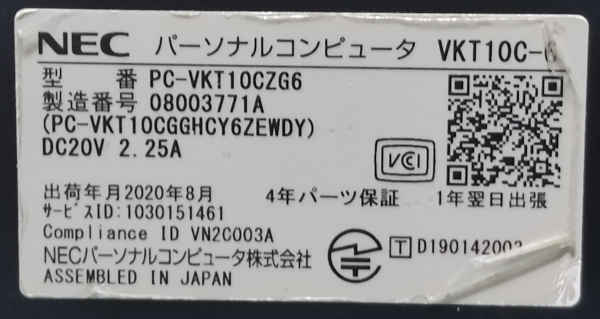 NEC パーソナルコンピュータ VKT10C-6
型 番 PC-VKT10CZG6
製造番号 08003771A
(PC-VKT10CGGHCY6ZEWDY)
DC20V 2.25A
VCCI
出荷年月2020年8月 4年パーツ保証 1年翌日出張
サービスID:1030151461
Compliance ID VN2C003A
NECパーソナルコンピュータ株式会社
ASSEMBLED IN JAPAN
T D190142003